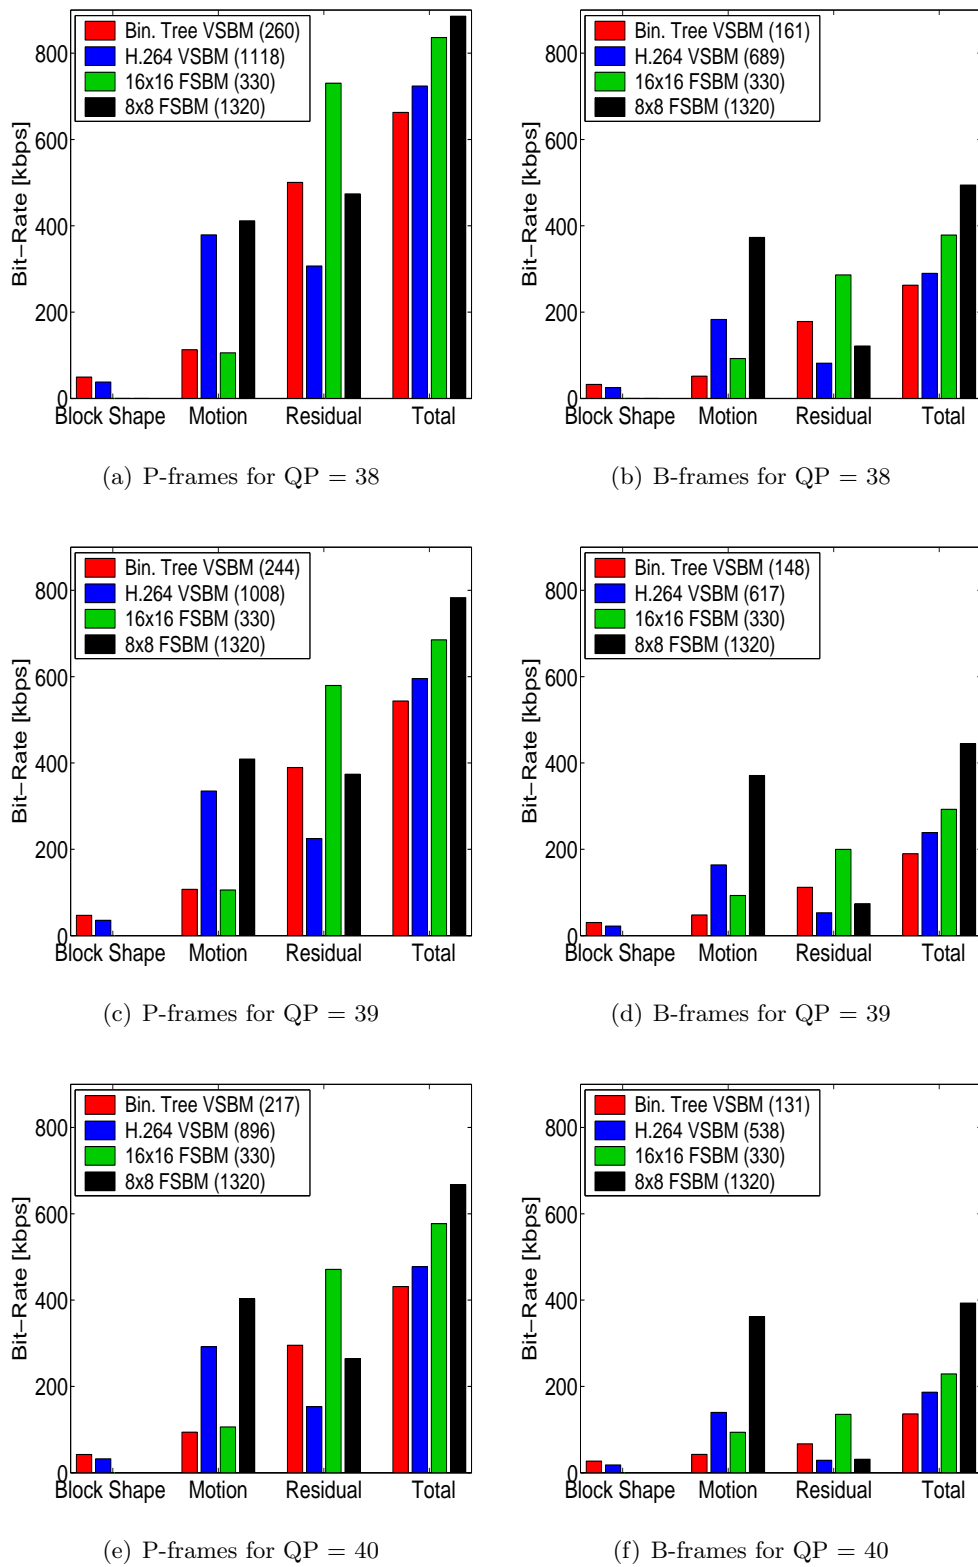 Bin. Tree VSBM (260)
H.264 VSBM (1118)
16x16 FSBM (330)
8x8 FSBM (1320)
Bit-Rate [kbps]
800
600
400
200
0
Block Shape Motion Residual Total
(a) P-frames for QP = 38
Bin. Tree VSBM (161)
H.264 VSBM (689)
16x16 FSBM (330)
8x8 FSBM (1320)
Bit-Rate [kbps]
800
600
400
200
0
Block Shape Motion Residual Total
(b) B-frames for QP = 38
Bin. Tree VSBM (244)
H.264 VSBM (1008)
16x16 FSBM (330)
8x8 FSBM (1320)
Bit-Rate [kbps]
800
600
400
200
0
Block Shape Motion Residual Total
(c) P-frames for QP = 39
Bin. Tree VSBM (148)
H.264 VSBM (617)
16x16 FSBM (330)
8x8 FSBM (1320)
Bit-Rate [kbps]
800
600
400
200
0
Block Shape Motion Residual Total
(d) B-frames for QP = 39
Bin. Tree VSBM (217)
H.264 VSBM (896)
16x16 FSBM (330)
8x8 FSBM (1320)
Bit-Rate [kbps]
800
600
400
200
0
Block Shape Motion Residual Total
(e) P-frames for QP = 40
Bin. Tree VSBM (131)
H.264 VSBM (538)
16x16 FSBM (330)
8x8 FSBM (1320)
Bit-Rate [kbps]
800
600
400
200
0
Block Shape Motion Residual Total
(f) B-frames for QP = 40